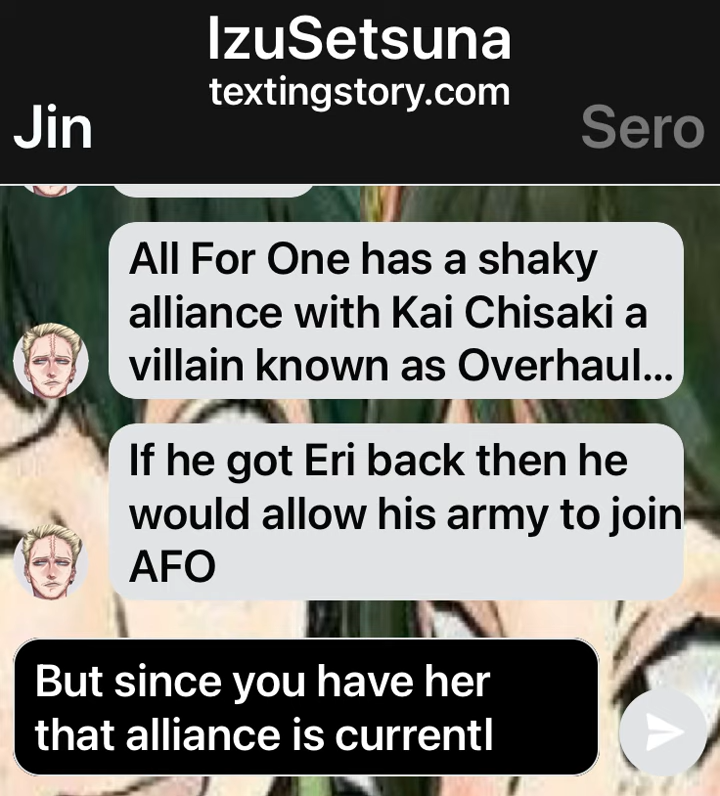 IzuSetsuna
textingstory.com
Jin
Sero
All For One has a shaky
alliance with Kai Chisaki a
villain known as Overhaul...
If he got Eri back then he
would allow his army to join
AFO
But since you have her
that alliance is currentl